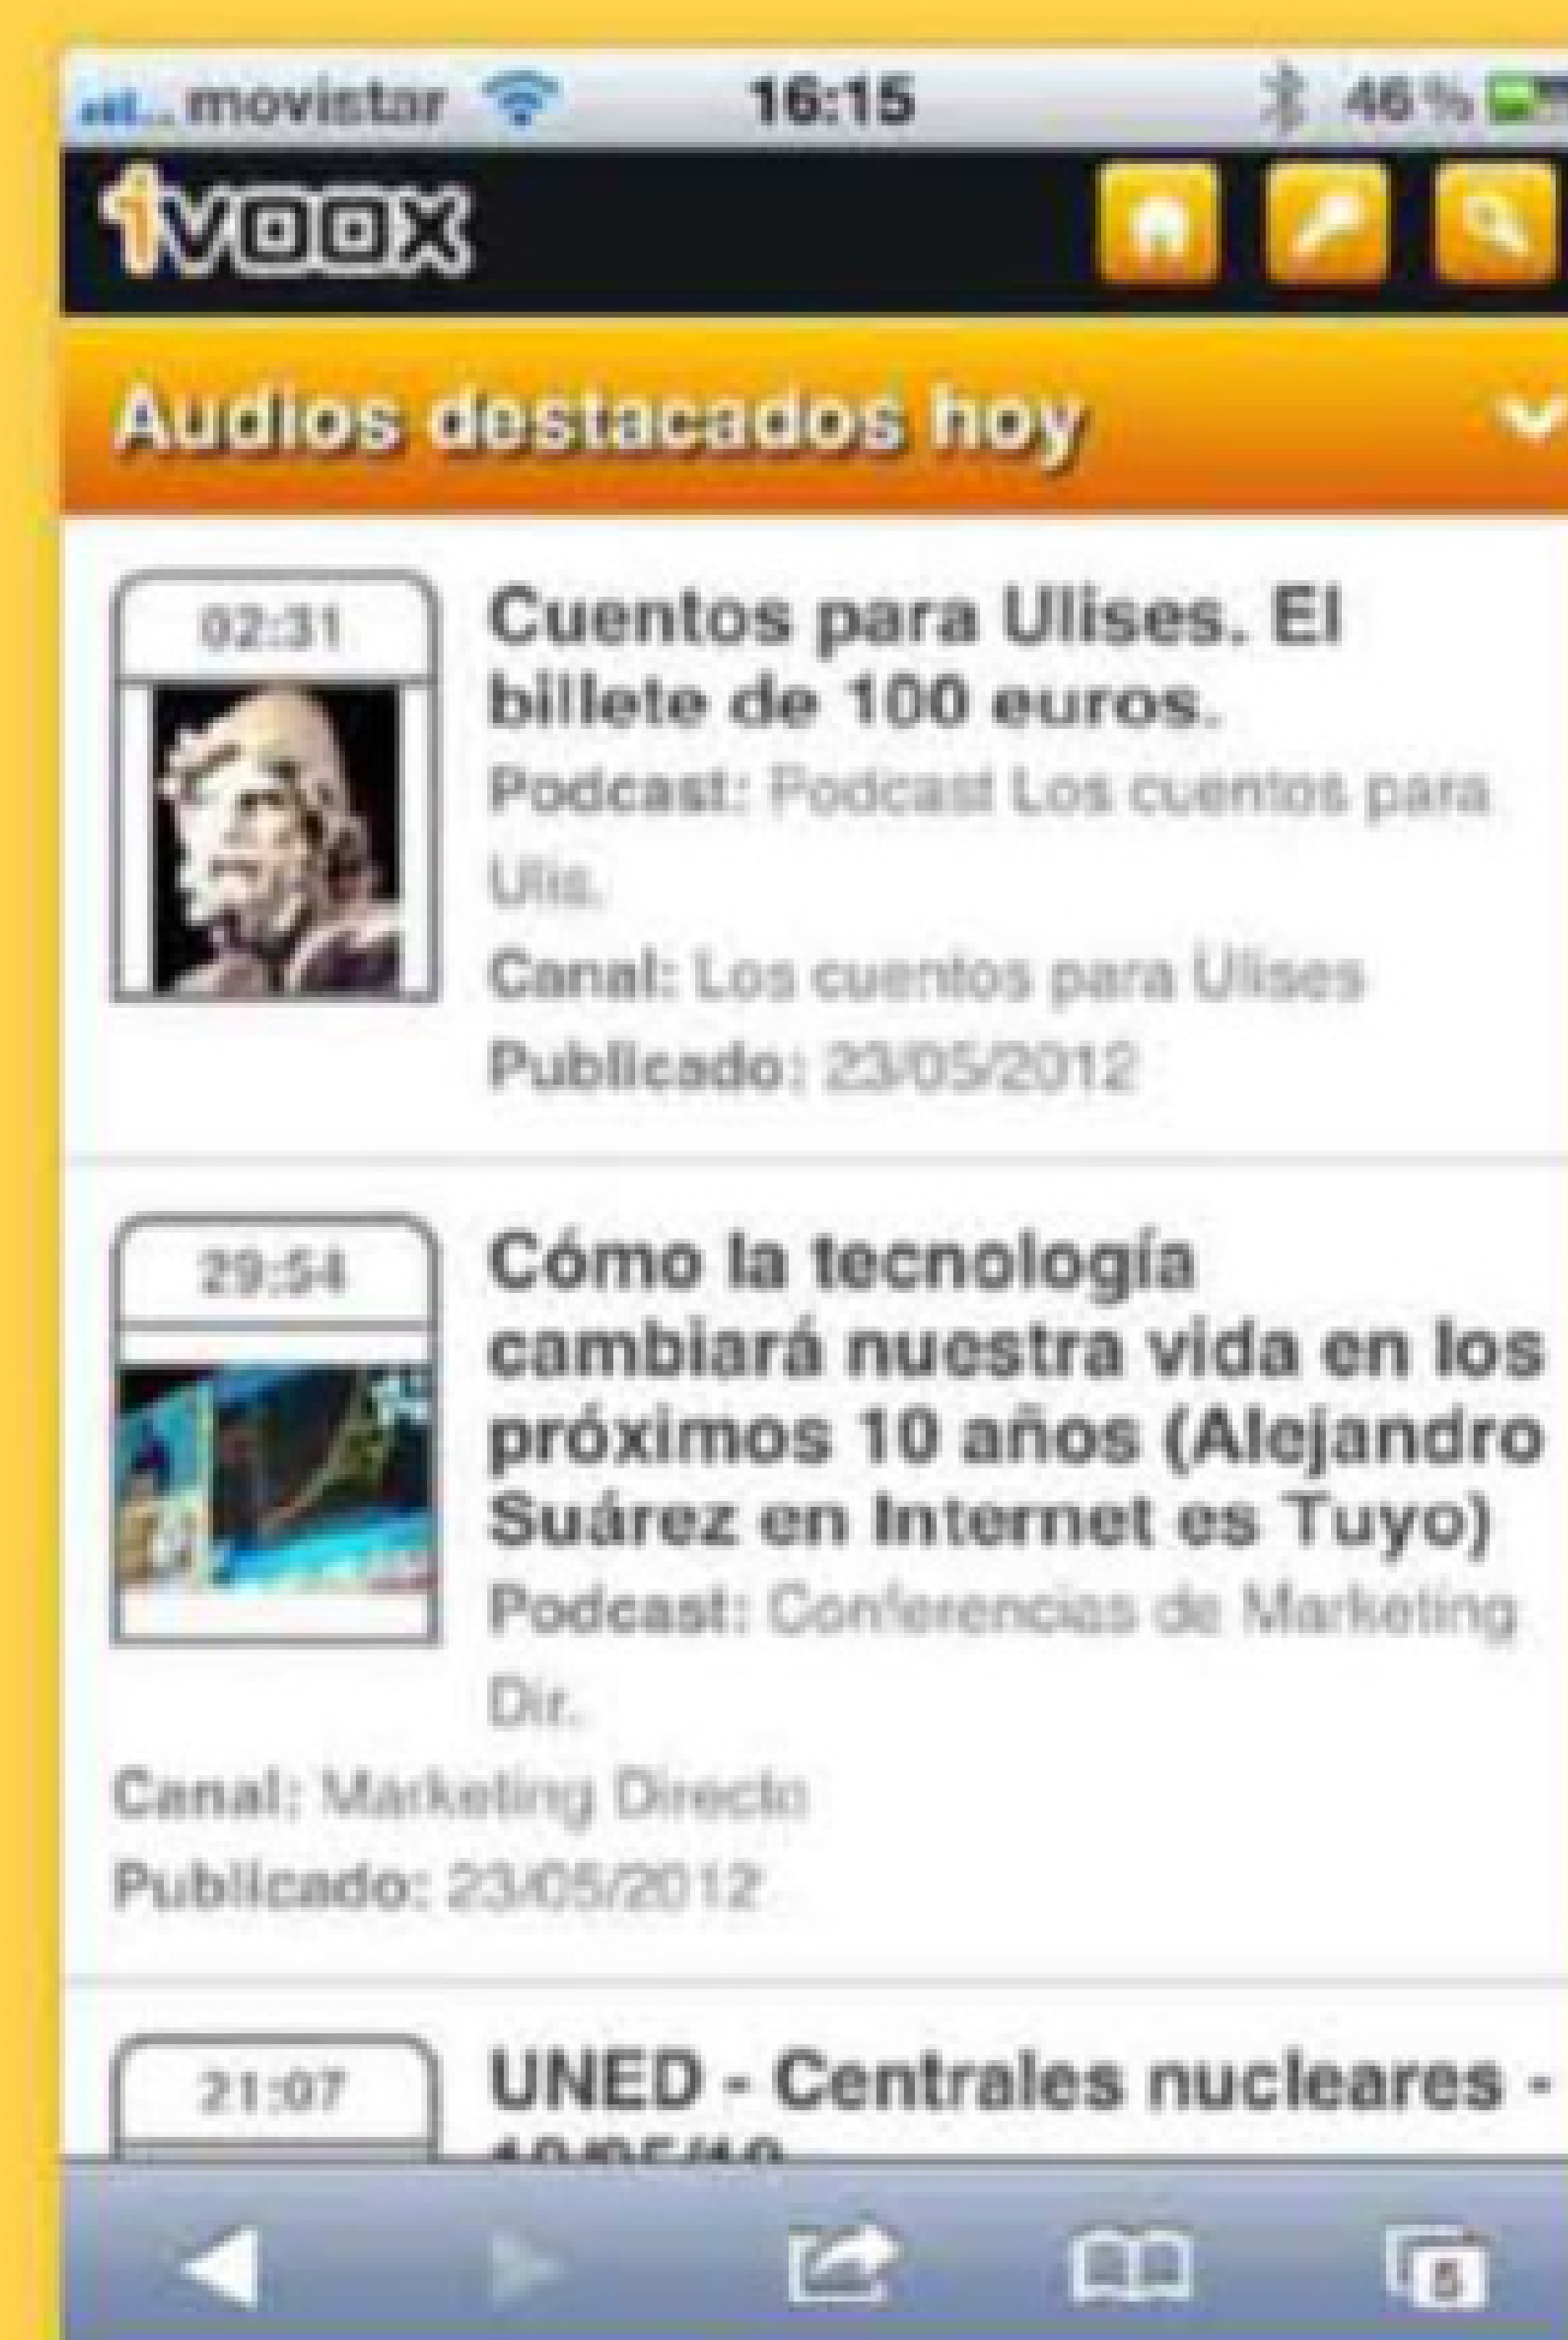 movistar 16:15 46%
ivoox
Audios destacados hoy
02:31
Cuentos para Ulises. El
billete de 100 euros.
Podcast: Podcast Los cuentos para
Ulis.
Canal: Los cuentos para Ulises
Publicado: 23/05/2012
29:54
Cómo la tecnología
cambiará nuestra vida en los
próximos 10 años (Alejandro
Suárez en Internet es Tuyo)
Podcast: Conferencias de Marketing
Dir.
Canal: Marketing Directo
Publicado: 23/05/2012
21:07
UNED - Centrales nucleares -
5